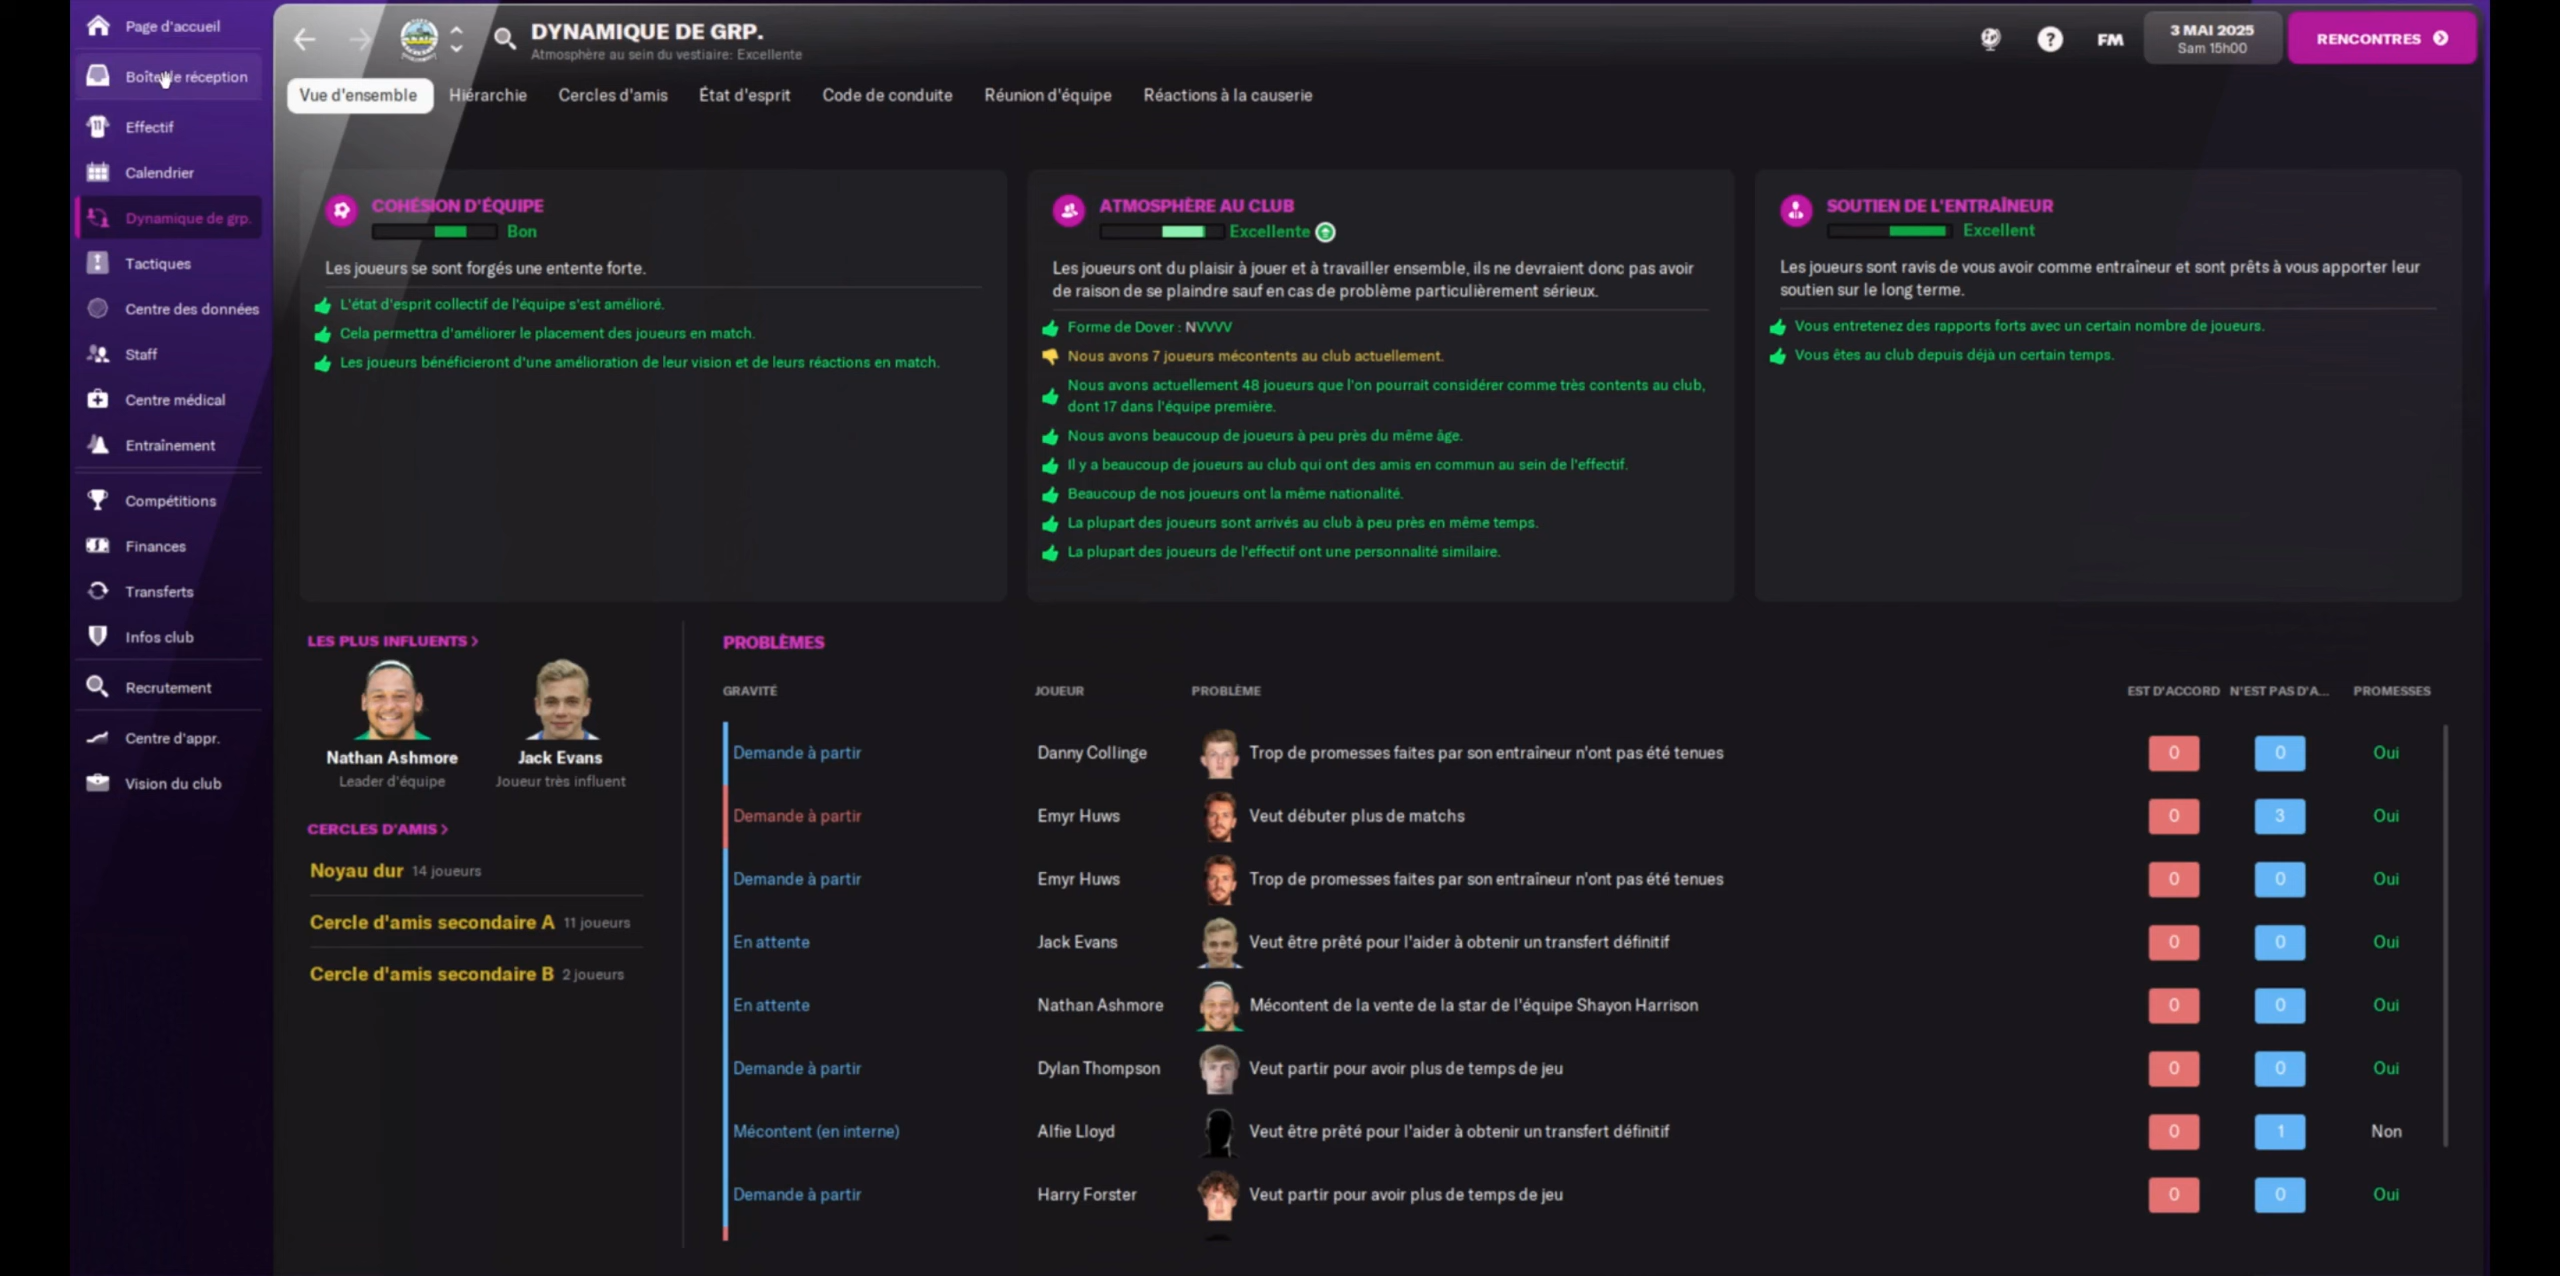 Page d'accueil
Boîte de réception
Effectif
Calendrier
Dynamique de grp.
Tactiques
Centre des données
Staff
Centre médical
Entraînement
Compétitions
Finances
Transferts
Infos club
Recrutement
Centre d'appr.
Vision du club
DYNAMIQUE DE GRP.
Atmosphère au sein du vestiaire: Excellente
FM
3 MAI 2025
Sam 15h00
RENCONTRES
Vue d'ensemble Hiérarchie Cercles d'amis État d'esprit Code de conduite Réunion d'équipe Réactions à la causerie
COHÉSION D'ÉQUIPE
Bon
Les joueurs se sont forgés une entente forte.
L'état d'esprit collectif de l'équipe s'est amélioré.
Cela permettra d'améliorer le placement des joueurs en match.
Les joueurs bénéficieront d'une amélioration de leur vision et de leurs réactions en match.
ATMOSPHÈRE AU CLUB
Excellente
Les joueurs ont du plaisir à jouer et à travailler ensemble, ils ne devraient donc pas avoir
de raison de se plaindre sauf en cas de problème particulièrement sérieux.
Forme de Dover : NVVVV
Nous avons 7 joueurs mécontents au club actuellement.
Nous avons actuellement 48 joueurs que l'on pourrait considérer comme très contents au club,
dont 17 dans l'équipe première.
Nous avons beaucoup de joueurs à peu près du même âge.
Il y a beaucoup de joueurs au club qui ont des amis en commun au sein de l'effectif.
Beaucoup de nos joueurs ont la même nationalité.
La plupart des joueurs sont arrivés au club à peu près en même temps.
La plupart des joueurs de l'effectif ont une personnalité similaire.
SOUTIEN DE L'ENTRAÎNEUR
Excellent
Les joueurs sont ravis de vous avoir comme entraîneur et sont prêts à vous apporter leur
soutien sur le long terme.
Vous entretenez des rapports forts avec un certain nombre de joueurs.
Vous êtes au club depuis déjà un certain temps.
LES PLUS INFLUENTS >
Nathan Ashmore
Leader d'équipe
Jack Evans
Joueur très influent
CERCLES D'AMIS >
Noyau dur 14 joueurs
Cercle d'amis secondaire A 11 joueurs
Cercle d'amis secondaire B 2 joueurs
PROBLÈMES
GRAVITÉ JOUEUR PROBLÈME EST D'ACCORD N'EST PAS D'A... PROMESSES
Demande à partir Danny Collinge Trop de promesses faites par son entraîneur n'ont pas été tenues 0 0 Oui
Demande à partir Emyr Huws Veut débuter plus de matchs 0 3 Oui
Demande à partir Emyr Huws Trop de promesses faites par son entraîneur n'ont pas été tenues 0 0 Oui
En attente Jack Evans Veut être prêté pour l'aider à obtenir un transfert définitif 0 0 Oui
En attente Nathan Ashmore Mécontent de la vente de la star de l'équipe Shayon Harrison 0 0 Oui
Demande à partir Dylan Thompson Veut partir pour avoir plus de temps de jeu 0 0 Oui
Mécontent (en interne) Alfie Lloyd Veut être prêté pour l'aider à obtenir un transfert définitif 0 1 Non
Demande à partir Harry Forster Veut partir pour avoir plus de temps de jeu 0 0 Oui